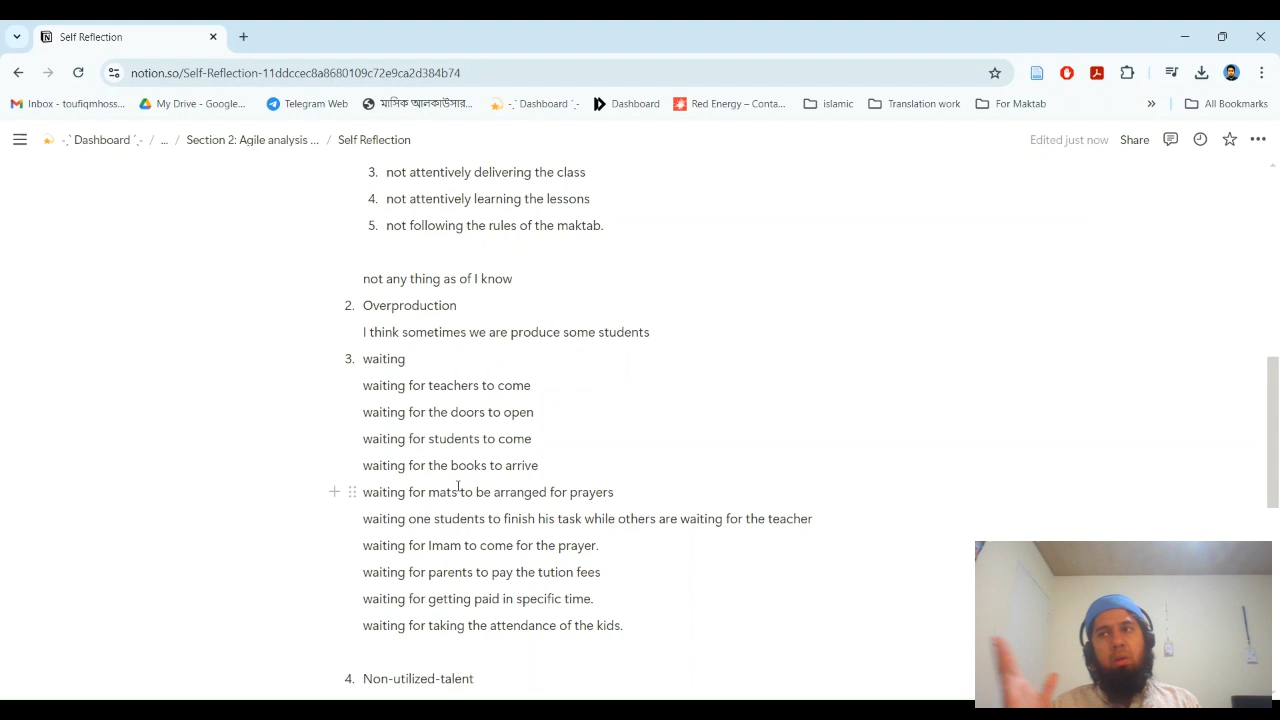 Self Reflection
notion.so/Self-Reflection-11ddccec8a8680109c72e9ca2d384b74
Inbox - toufiqmhoss...
My Drive - Google...
Telegram Web
মাসিক আলকাউসার...
-ˏˋ Dashboard ˊˎ-
Dashboard
Red Energy – Conta...
islamic
Translation work
For Maktab
»
All Bookmarks
-ˏˋ Dashboard ˊˎ- / ... / Section 2: Agile analysis ... / Self Reflection
Edited just now
Share
3. not attentively delivering the class
4. not attentively learning the lessons
5. not following the rules of the maktab.
not any thing as of I know
2. Overproduction
I think sometimes we are produce some students
3. waiting
waiting for teachers to come
waiting for the doors to open
waiting for students to come
waiting for the books to arrive
waiting for mats to be arranged for prayers
waiting one students to finish his task while others are waiting for the teacher
waiting for Imam to come for the prayer.
waiting for parents to pay the tution fees
waiting for getting paid in specific time.
waiting for taking the attendance of the kids.
4. Non-utilized-talent